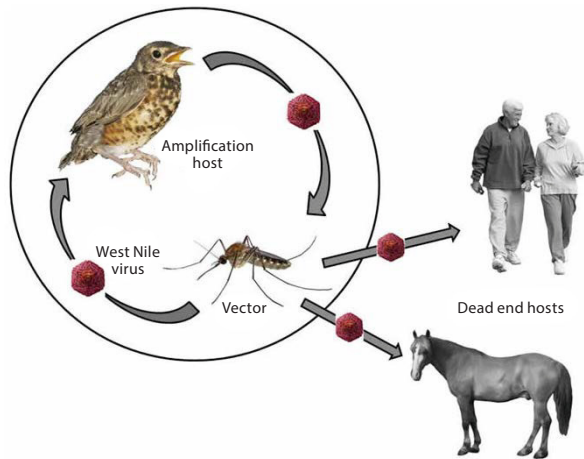 Amplification
host
West Nile
virus
Vector
Dead end hosts